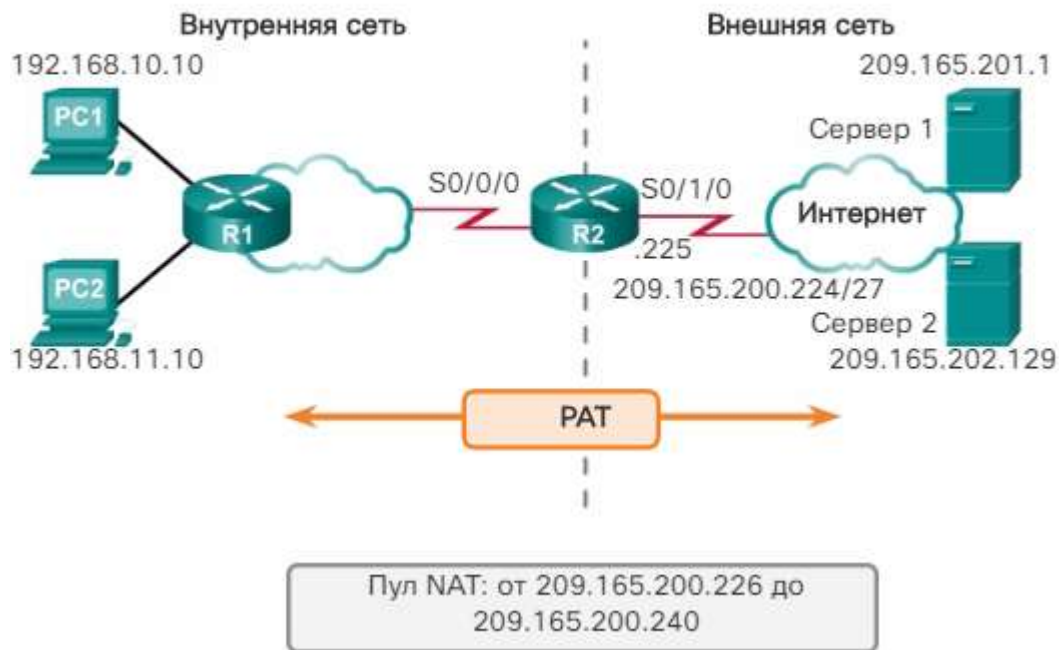 Внутренняя сеть
Внешняя сеть
192.168.10.10
209.165.201.1
PC1
Сервер 1
S0/0/0
S0/1/0
Интернет
R1
R2
.225
PC2
209.165.200.224/27
Сервер 2
192.168.11.10
209.165.202.129
PAT
Пул NAT: от 209.165.200.226 до
209.165.200.240